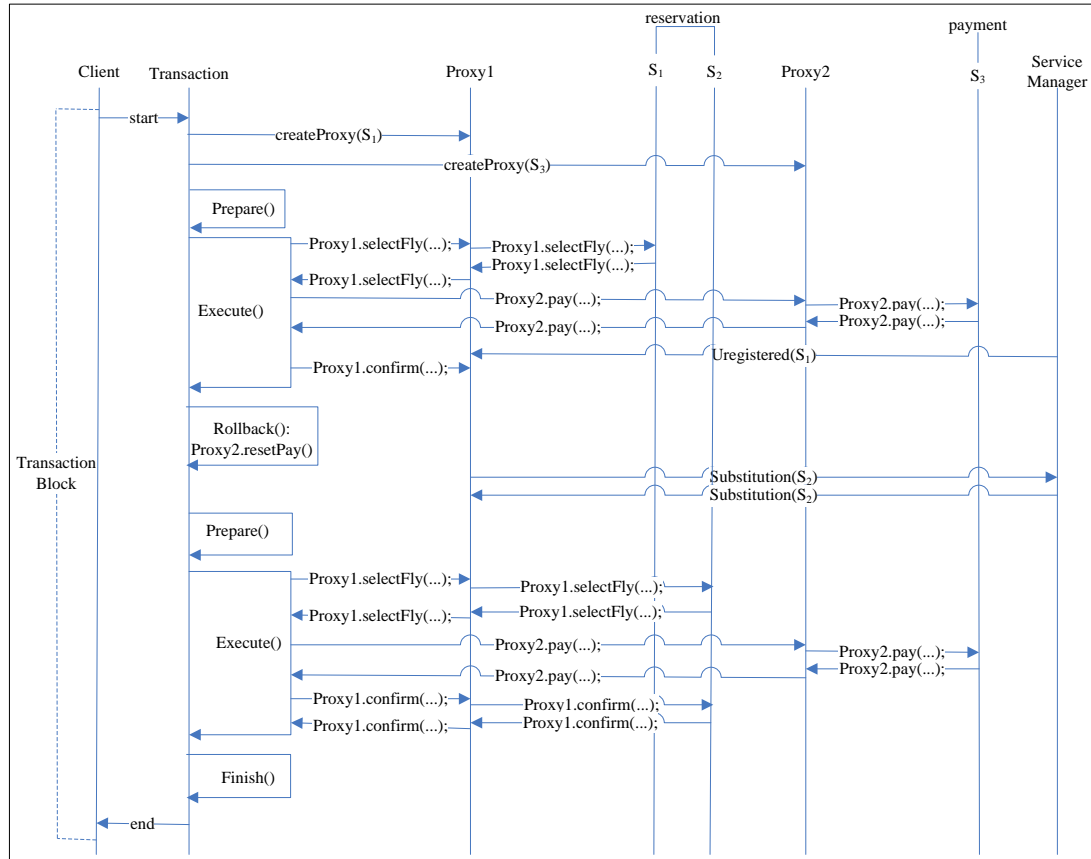 reservation
payment
Client
Transaction
Proxy1
S₁
S₂
Proxy2
S₃
Service
Manager
start
createProxy(S₁)
createProxy(S₃)
Prepare()
Proxy1.selectFly(...);
Proxy1.selectFly(...);
Proxy1.selectFly(...);
Proxy1.selectFly(...);
Execute()
Proxy2.pay(...);
Proxy2.pay(...);
Proxy2.pay(...);
Proxy2.pay(...);
Uregistered(S₁)
Proxy1.confirm(...);
Rollback():
Proxy2.resetPay()
Transaction
Block
Substitution(S₂)
Substitution(S₂)
Prepare()
Proxy1.selectFly(...);
Proxy1.selectFly(...);
Proxy1.selectFly(...);
Proxy1.selectFly(...);
Execute()
Proxy2.pay(...);
Proxy2.pay(...);
Proxy2.pay(...);
Proxy2.pay(...);
Proxy1.confirm(...);
Proxy1.confirm(...);
Proxy1.confirm(...);
Proxy1.confirm(...);
Finish()
end